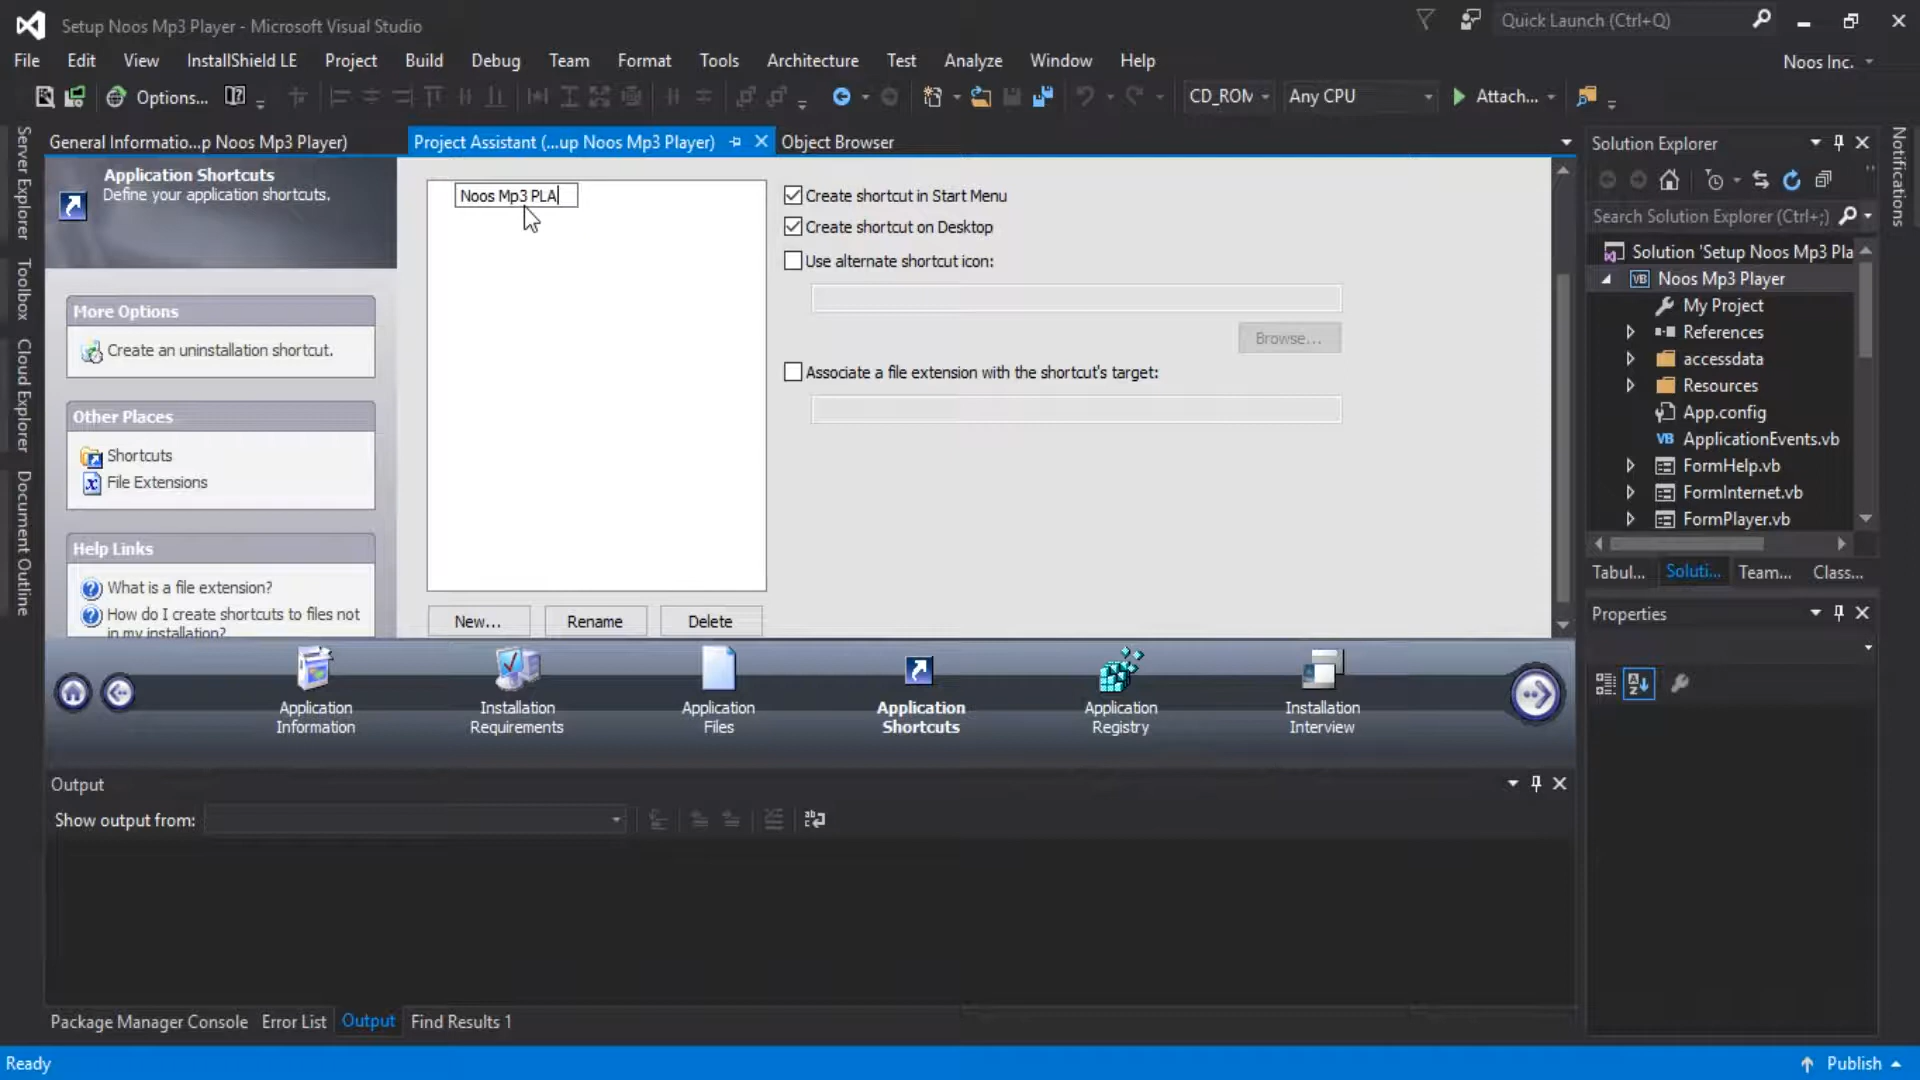 Setup Noos Mp3 Player - Microsoft Visual Studio
Quick Launch (Ctrl+Q)
File Edit View InstallShield LE Project Build Debug Team Format Tools Architecture Test Analyze Window Help
Noos Inc.
Options... CD_ROM Any CPU Attach...
General Informatio...p Noos Mp3 Player)
Project Assistant (...up Noos Mp3 Player)
Object Browser
Server Explorer
Toolbox
Cloud Explorer
Document Outline
Application Shortcuts
Define your application shortcuts.
More Options
Create an uninstallation shortcut.
Other Places
Shortcuts
File Extensions
Help Links
What is a file extension?
How do I create shortcuts to files not
in my installation?
Noos Mp3 PLA
New... Rename Delete
Create shortcut in Start Menu
Create shortcut on Desktop
Use alternate shortcut icon:
Browse...
Associate a file extension with the shortcut's target:
Application
Information
Installation
Requirements
Application
Files
Application
Shortcuts
Application
Registry
Installation
Interview
Output
Show output from:
Package Manager Console Error List Output Find Results 1
Ready
Publish
Solution Explorer
Search Solution Explorer (Ctrl+;)
Solution 'Setup Noos Mp3 Pla
VB Noos Mp3 Player
My Project
References
accessdata
Resources
App.config
VB ApplicationEvents.vb
FormHelp.vb
FormInternet.vb
FormPlayer.vb
Tabul... Soluti... Team... Class...
Properties
Notifications